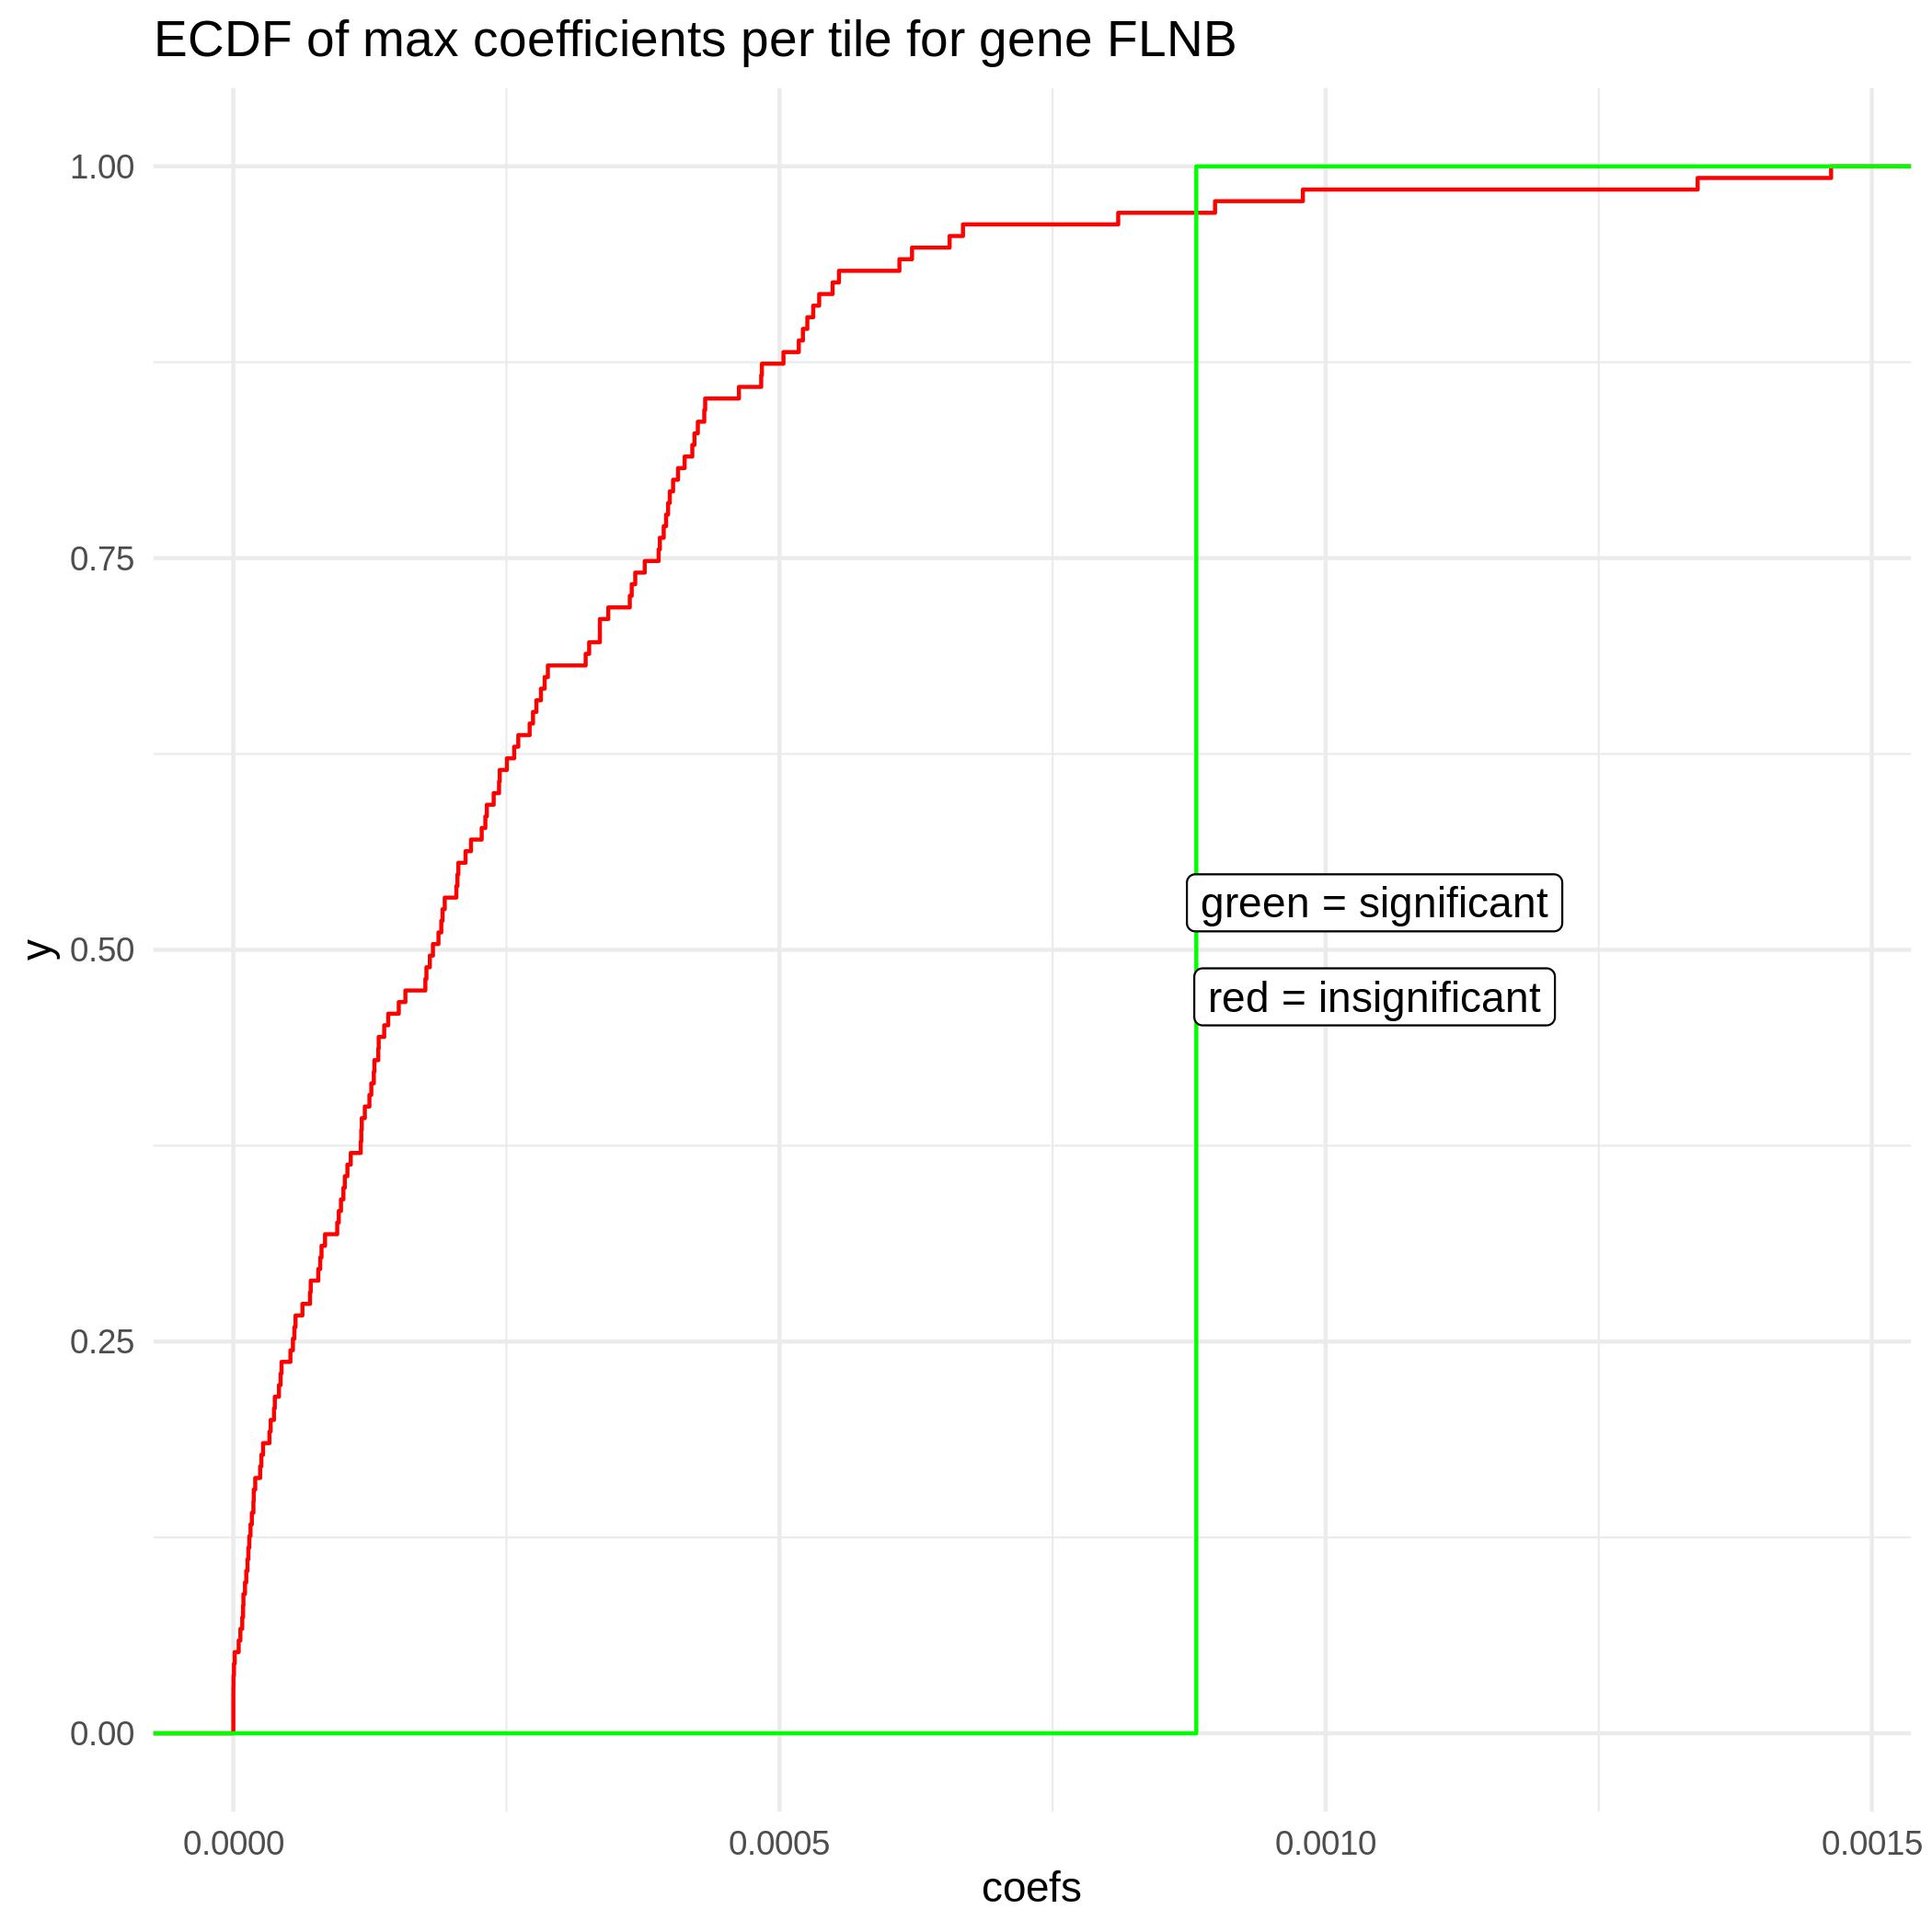 ECDF of max coefficients per tile for gene FLNB
1.00
0.75
0.50
0.25
0.00
y
green = significant
red = insignificant
0.0000
0.0005
0.0010
0.0015
coefs